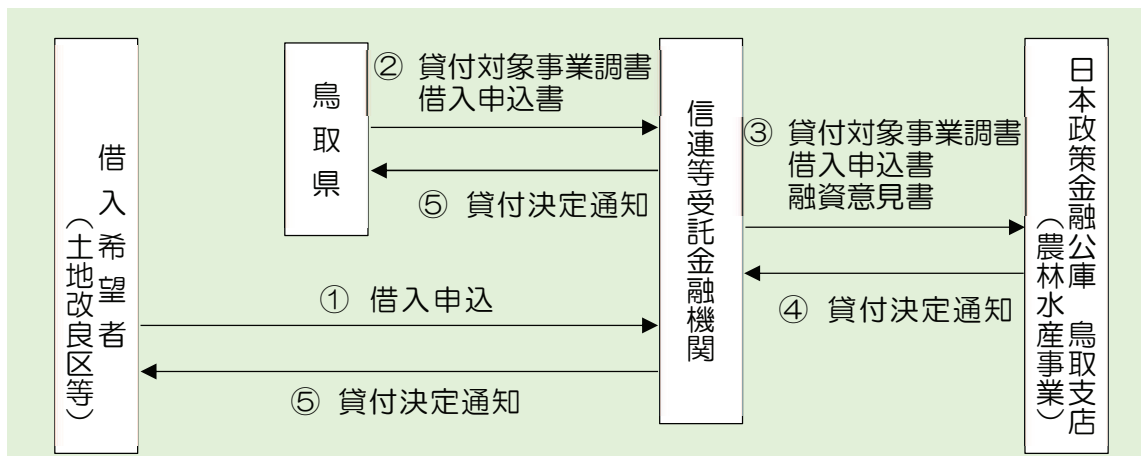 借入希望者
（土地改良区等）
鳥取県
② 貸付対象事業調書
借入申込書
⑤ 貸付決定通知
① 借入申込
⑤ 貸付決定通知
信連等受託金融機関
③ 貸付対象事業調書
借入申込書
融資意見書
④ 貸付決定通知
日本政策金融公庫 鳥取支店
（農林水産事業）